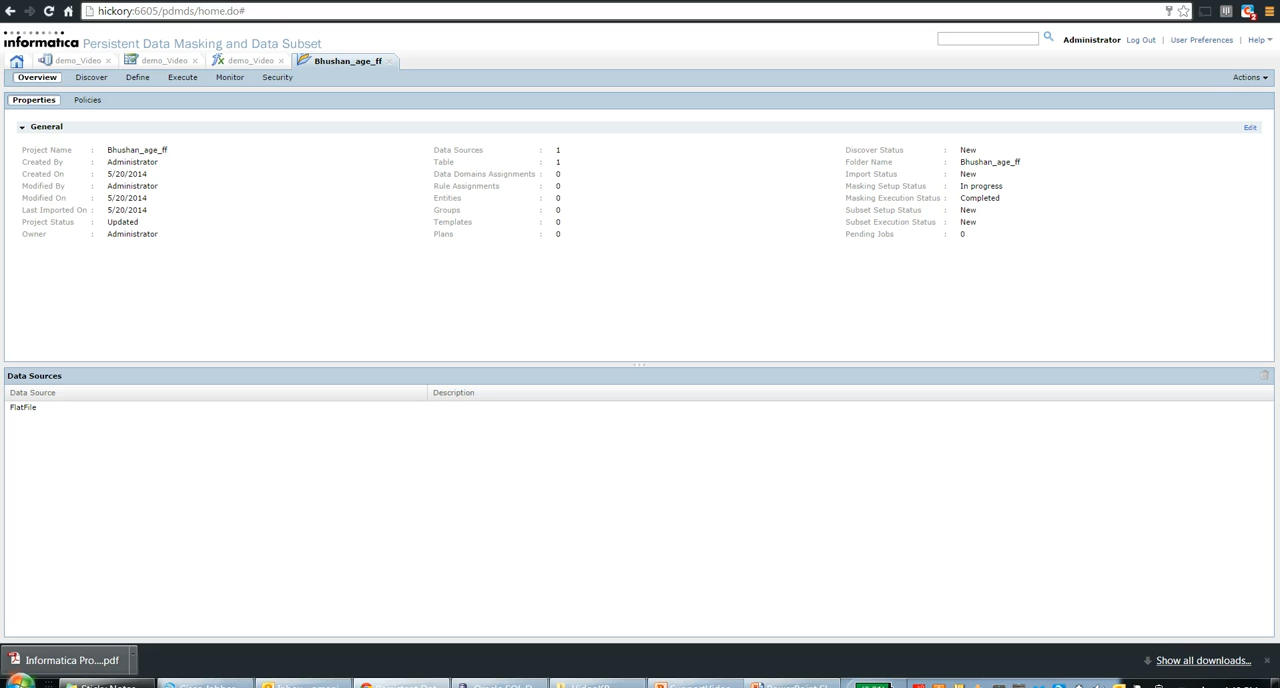 hickory:6605/pdmds/home.do#
informatica Persistent Data Masking and Data Subset
Administrator Log Out | User Preferences | Help
demo_Video × demo_Video × demo_Video × Bhushan_age_ff ×
Overview Discover Define Execute Monitor Security Actions
Properties Policies
General Edit
Project Name : Bhushan_age_ff Data Sources : 1 Discover Status : New
Created By : Administrator Table : 1 Folder Name : Bhushan_age_ff
Created On : 5/20/2014 Data Domains Assignments : 0 Import Status : New
Modified By : Administrator Rule Assignments : 0 Masking Setup Status : In progress
Modified On : 5/20/2014 Entities : 0 Masking Execution Status : Completed
Last Imported On : 5/20/2014 Groups : 0 Subset Setup Status : New
Project Status : Updated Templates : 0 Subset Execution Status : New
Owner : Administrator Plans : 0 Pending Jobs : 0
Data Sources
Data Source Description
FlatFile
Informatica Pro....pdf Show all downloads... ×
Sticky Notes